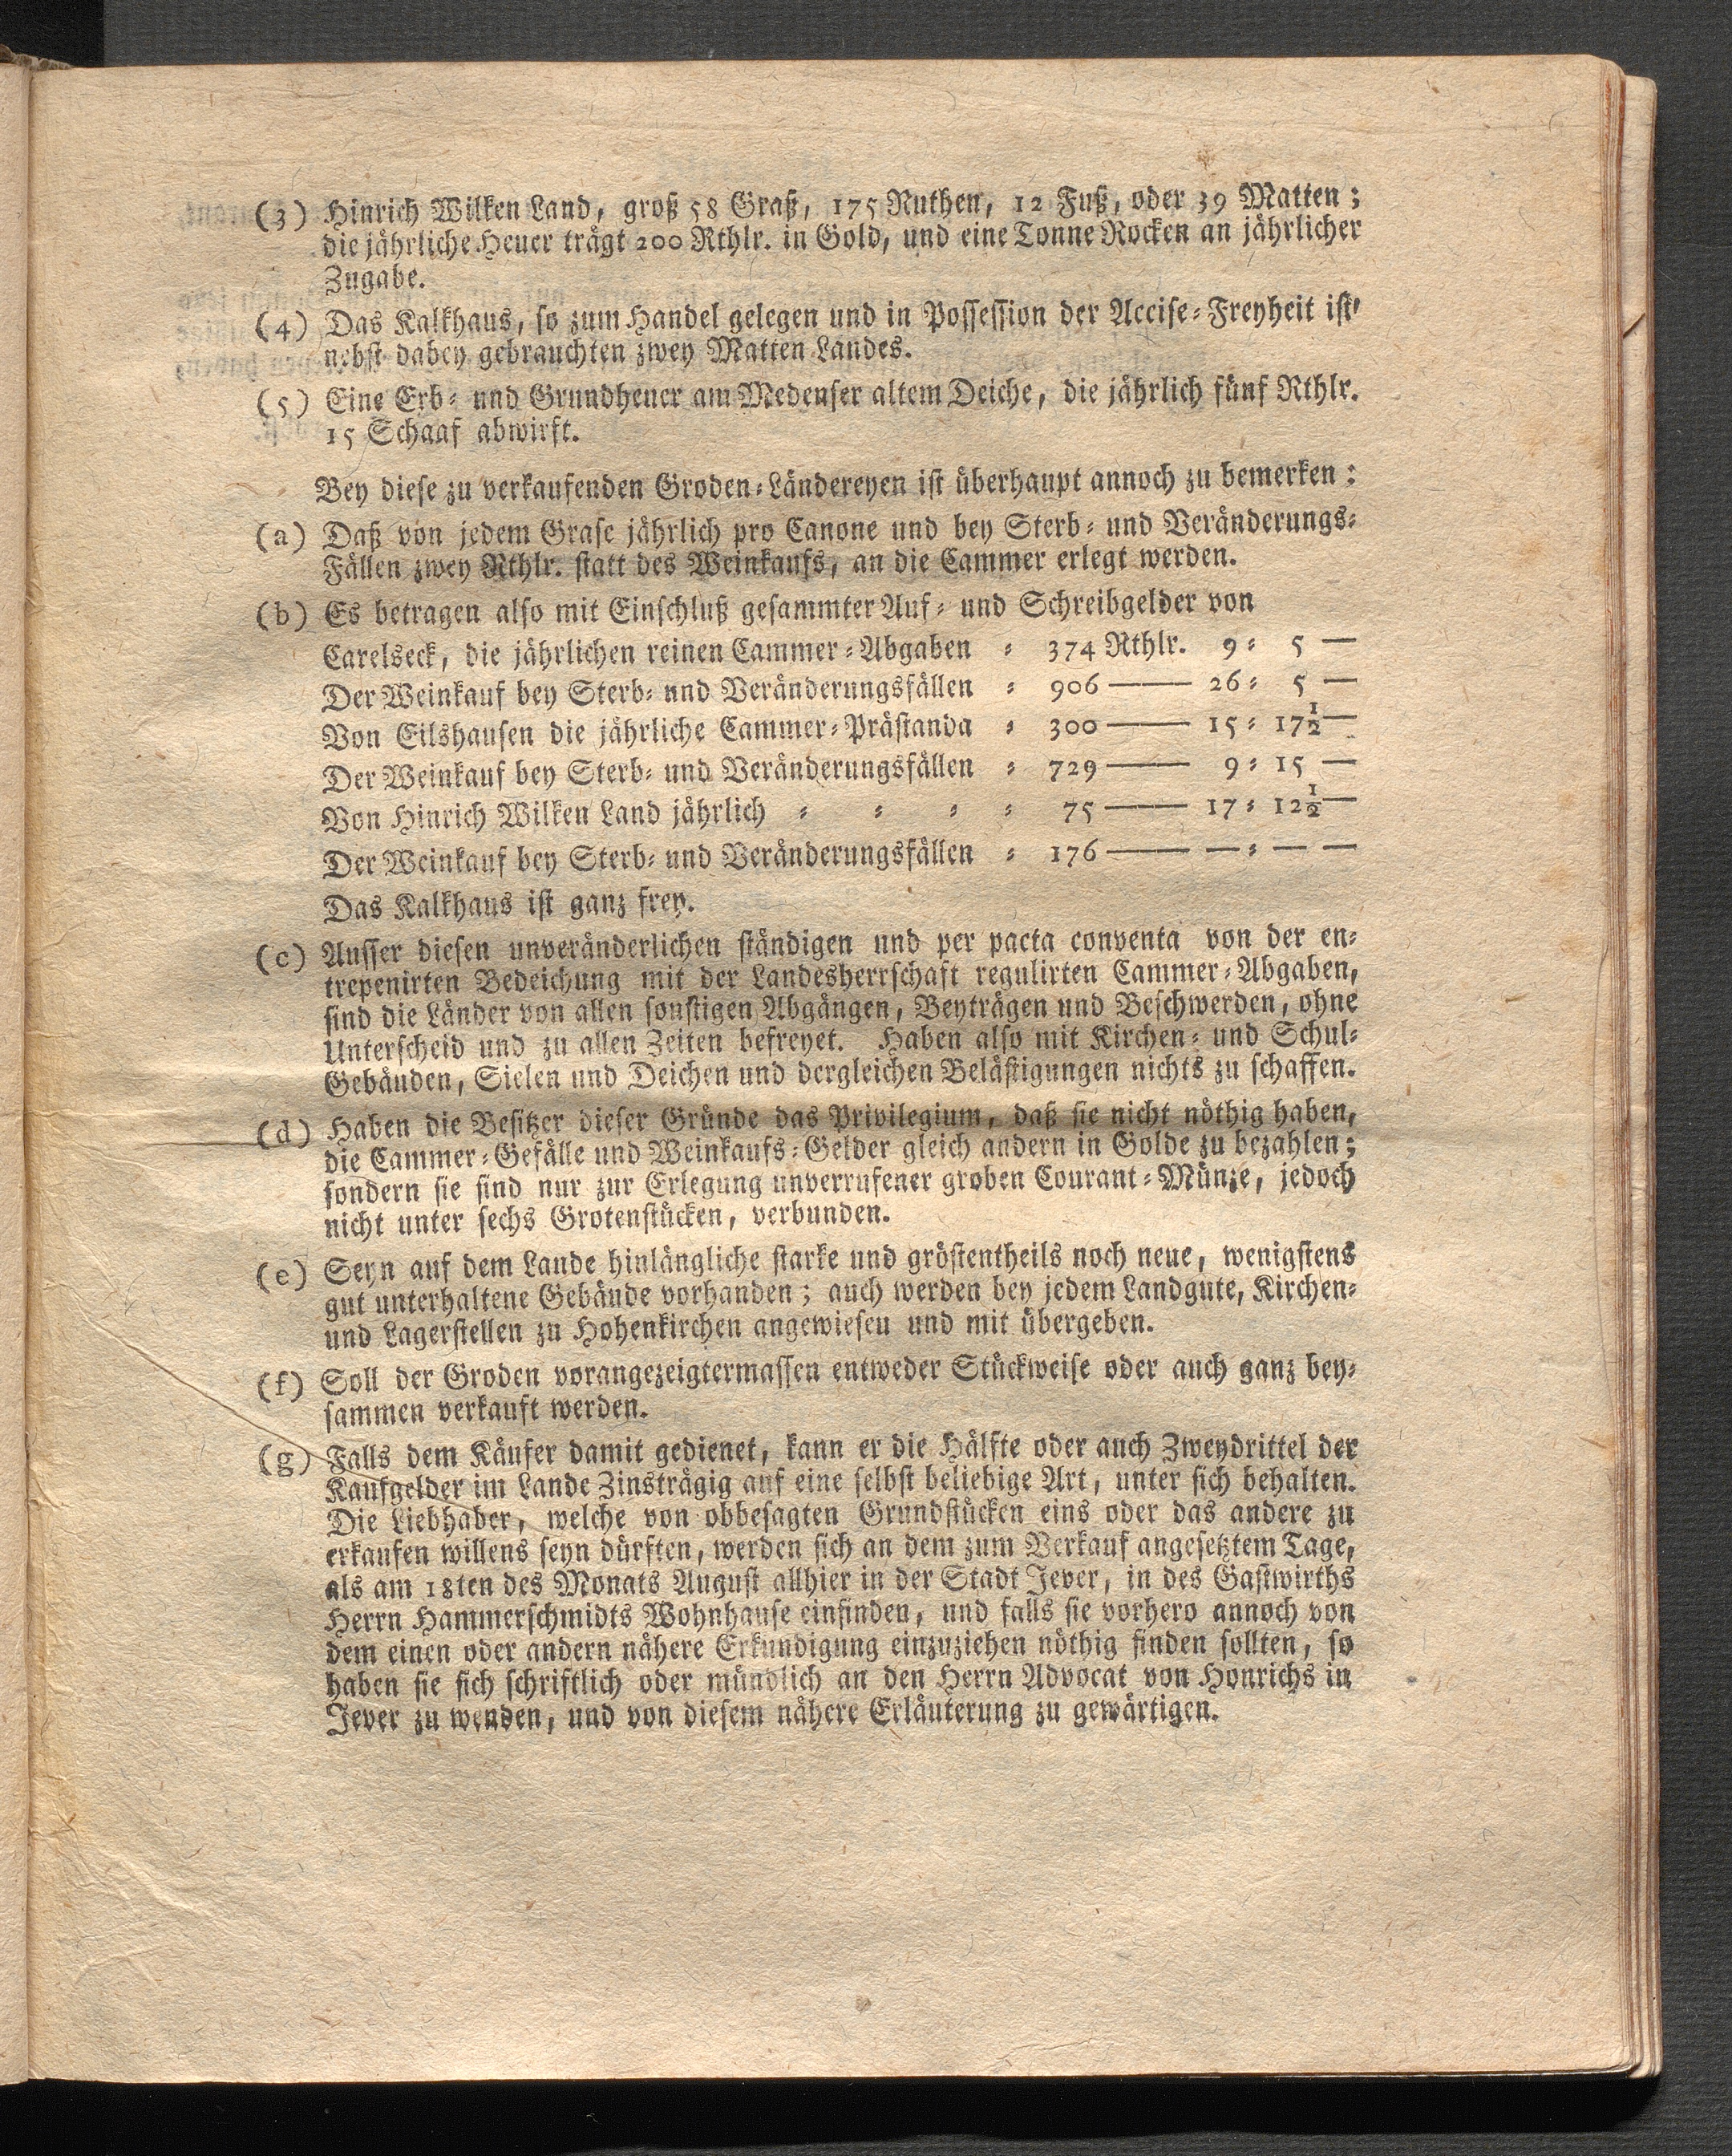 (3) Hinrich Wilken Land, groß 58 Graß, 175 Ruthen, 12 Fuß, oder 39 Matten;
die jährliche Heuer trägt 200 Rthlr. in Gold, und eine Tonne Rocken an jährlicher
Zugabe.
(4) Das Kalkhaus, so zum Handel gelegen und in Possession der Accise-Freyheit ist,
nebst dabey gebrauchten zwey Matten Landes.
(5) Eine Erb- und Grundheuer am Medenser altem Deiche, die jährlich fünf Rthlr.
15 Schaaf abwirft.
Bey diese zu verkaufenden Groden-Ländereyen ist überhaupt annoch zu bemerken:
(a) Daß von jedem Grase jährlich pro Canone und bey Sterb- und Veränderungs-
Fällen zwey Rthlr. statt des Weinkaufs, an die Cammer erlegt werden.
(b) Es betragen also mit Einschluß gesammter Auf- und Schreibgelder von
Carelseck, die jährlichen reinen Cammer-Abgaben = 374 Rthlr. 9 = 5 —
Der Weinkauf bey Sterb- und Veränderungsfällen = 906 —— 26 = 5 —
Von Eilshausen die jährliche Cammer-Prästanda = 300 —— 15 = 17½ —
Der Weinkauf bey Sterb- und Veränderungsfällen = 729 —— 9 = 15 —
Von Hinrich Wilken Land jährlich = = = = 75 —— 17 = 12½ —
Der Weinkauf bey Sterb- und Veränderungsfällen = 176 —— — = — —
Das Kalkhaus ist ganz frey.
(c) Ausser diesen unveränderlichen ständigen und per pacta conventa von der en-
trepenirten Bedeichung mit der Landesherrschaft regulirten Cammer-Abgaben,
sind die Länder von allen sonstigen Abgängen, Beyträgen und Beschwerden, ohne
Unterscheid und zu allen Zeiten befreyet. Haben also mit Kirchen- und Schul-
Gebäuden, Sielen und Deichen und dergleichen Belästigungen nichts zu schaffen.
(d) Haben die Besitzer dieser Gründe das Privilegium, daß sie nicht nöthig haben,
die Cammer-Gefälle und Weinkaufs-Gelder gleich andern in Golde zu bezahlen;
sondern sie sind nur zur Erlegung unverrufener groben Courant-Münze, jedoch
nicht unter sechs Grotenstücken, verbunden.
(e) Seyn auf dem Lande hinlängliche starke und gröstentheils noch neue, wenigstens
gut unterhaltene Gebäude vorhanden; auch werden bey jedem Landgute, Kirchen-
und Lagerstellen zu Hohenkirchen angewiesen und mit übergeben.
(f) Soll der Groden vorangezeigtermassen entweder Stückweise oder auch ganz bey-
sammen verkauft werden.
(g) Falls dem Käufer damit gedienet, kann er die Hälfte oder auch Zweydrittel der
Kaufgelder im Lande Zinsträgig auf eine selbst beliebige Art, unter sich behalten.
Die Liebhaber, welche von obbesagten Grundstücken eins oder das andere zu
erkaufen willens seyn dürften, werden sich an dem zum Verkauf angesetztem Tage,
als am 18ten des Monats August allhier in der Stadt Jever, in des Gastwirths
Herrn Hammerschmidts Wohnhause einfinden, und falls sie vorhero annoch von
dem einen oder andern nähere Erkundigung einzuziehen nöthig finden sollten, so
haben sie sich schriftlich oder mündlich an den Herrn Advocat von Honrichs in
Jever zu wenden, und von diesem nähere Erläuterung zu gewärtigen.